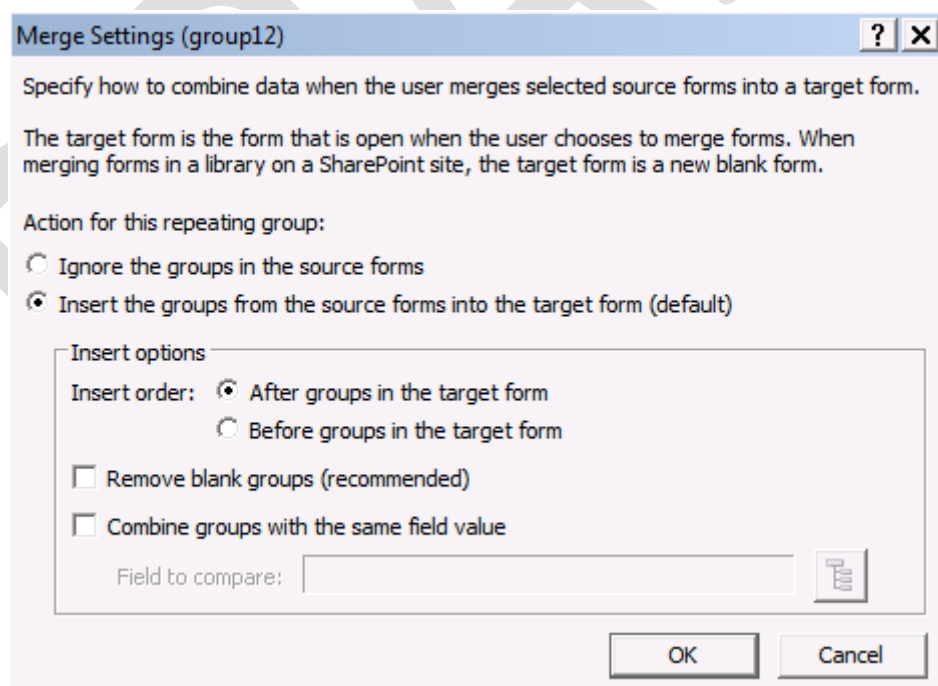 Merge Settings (group12)
?
Specify how to combine data when the user merges selected source forms into a target form.
The target form is the form that is open when the user chooses to merge forms. When
merging forms in a library on a SharePoint site, the target form is a new blank form.
Action for this repeating group:
Ignore the groups in the source forms
Insert the groups from the source forms into the target form (default)
Insert options
Insert order: After groups in the target form
Before groups in the target form
Remove blank groups (recommended)
Combine groups with the same field value
Field to compare:
OK Cancel